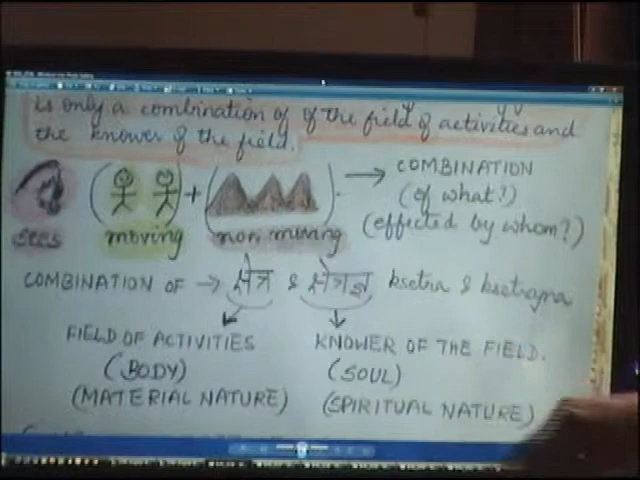 is only a combination of of the field of activities and
the knower of the field.
COMBINATION
(of what?)
(effected by whom?)
sees
moving
+
non moving
COMBINATION OF → क्षेत्र & क्षेत्रज्ञ ksetra & ksetrajna
FIELD OF ACTIVITIES
KNOWER OF THE FIELD.
(BODY)
(SOUL)
(MATERIAL NATURE)
(SPIRITUAL NATURE)